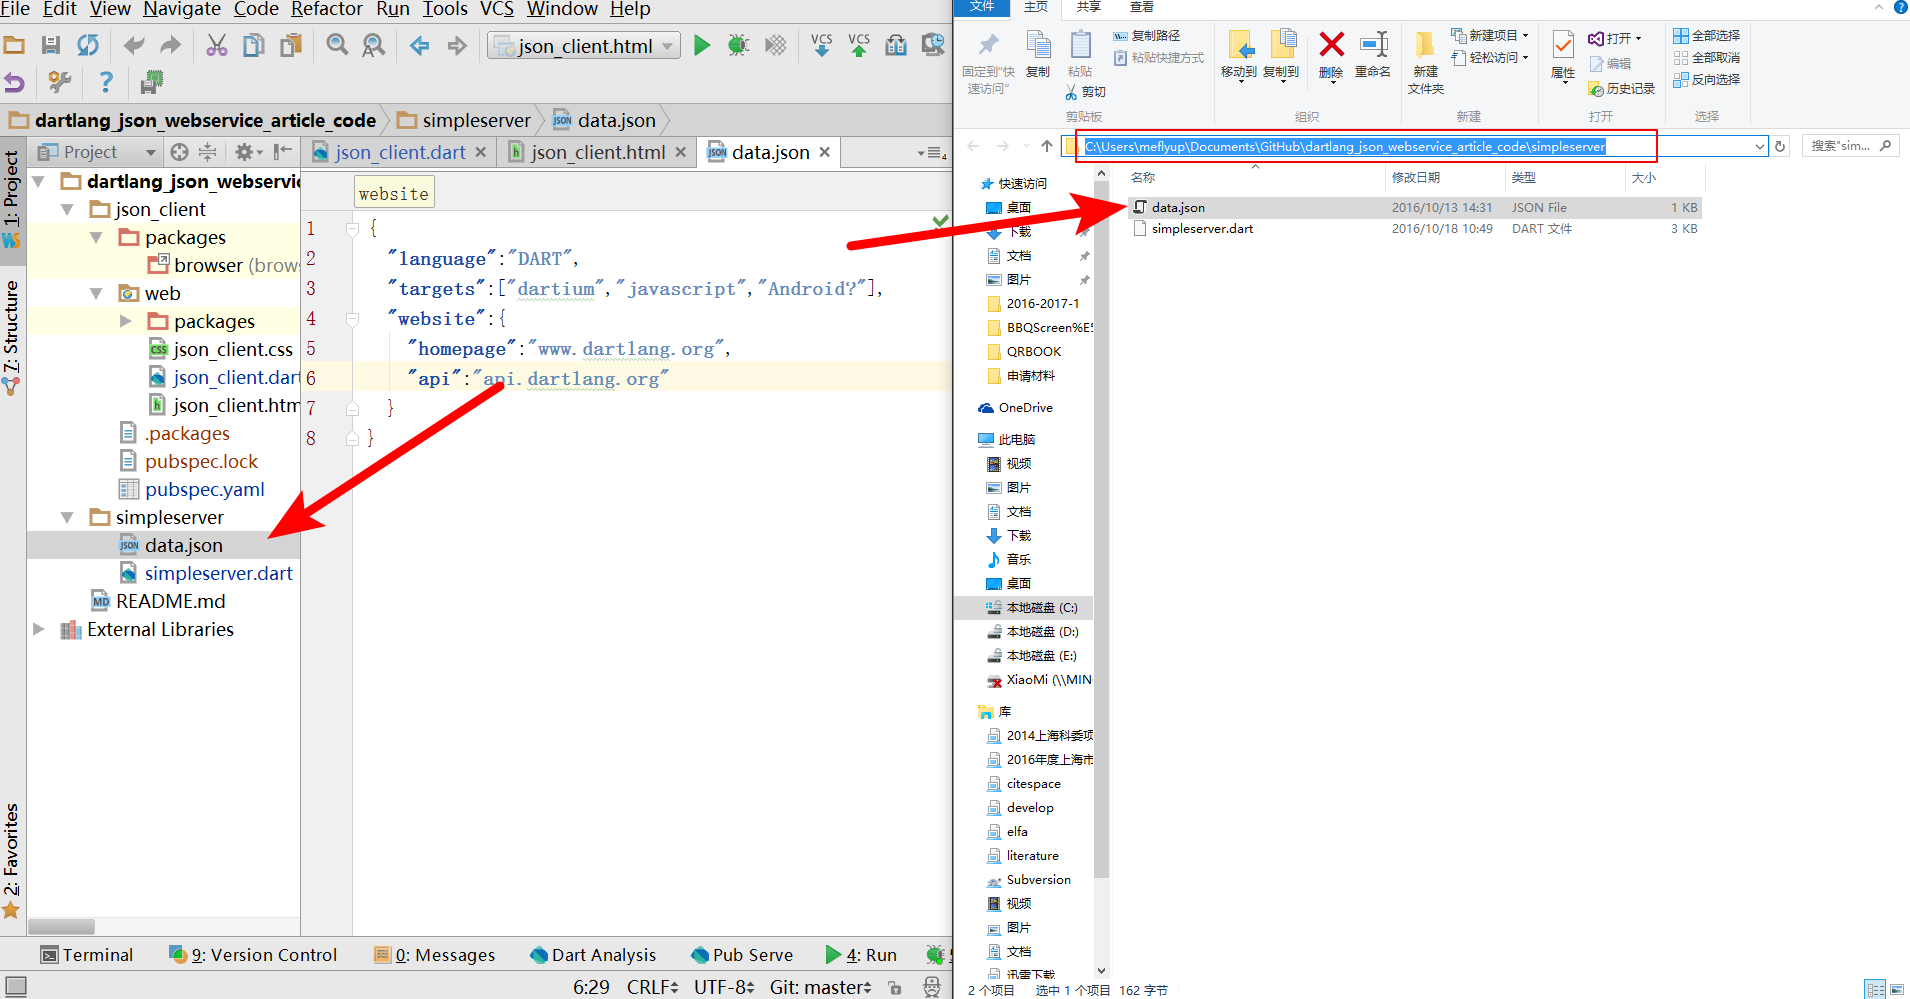 File Edit View Navigate Code Refactor Run Tools VCS Window Help
json_client.html
VCS VCS
dartlang_json_webservice_article_code simpleserver data.json
Project
json_client.dart json_client.html data.json
4
1: Project
7: Structure
2: Favorites
dartlang_json_webservic
json_client
packages
browser (brows
web
packages
json_client.css
json_client.dart
json_client.htm
.packages
pubspec.lock
pubspec.yaml
simpleserver
data.json
simpleserver.dart
README.md
External Libraries
website
1 {
2 "language":"DART",
3 "targets":["dartium","javascript","Android?"],
4 "website":{
5 "homepage":"www.dartlang.org",
6 "api":"api.dartlang.org"
7 }
8 }
Terminal 9: Version Control 0: Messages Dart Analysis Pub Serve 4: Run
6:29 CRLF UTF-8 Git: master
文件 主页 共享 查看
固定到"快速访问"
复制
粘贴
复制路径
粘贴快捷方式
剪切
剪贴板
移动到 复制到 删除 重命名
组织
新建文件夹
新建项目
轻松访问
新建
属性
打开
编辑
历史记录
打开
全部选择
全部取消
反向选择
选择
C:\Users\meflyup\Documents\GitHub\dartlang_json_webservice_article_code\simpleserver
搜索"sim...
名称 修改日期 类型 大小
data.json 2016/10/13 14:31 JSON File 1 KB
simpleserver.dart 2016/10/18 10:49 DART 文件 3 KB
快速访问
桌面
下载
文档
图片
2016-2017-1
BBQScreen%E5
QRBOOK
申请材料
OneDrive
此电脑
视频
图片
文档
下载
音乐
桌面
本地磁盘 (C:)
本地磁盘 (D:)
本地磁盘 (E:)
XiaoMi (\\MIN
库
2014上海科委项
2016年度上海市
citespace
develop
elfa
literature
Subversion
视频
图片
文档
迅雷下载
2 个项目 选中 1 个项目 162 字节